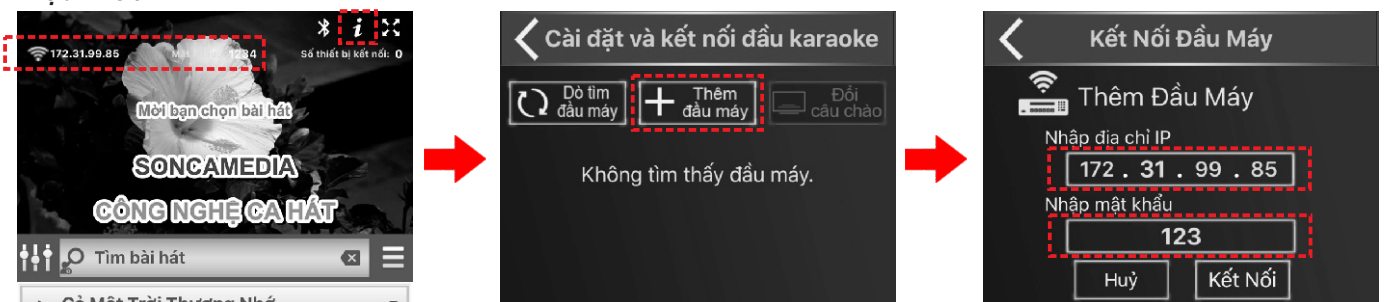 172.31.99.85 1234 Số thiết bị kết nối: 0
Mời bạn chọn bài hát
SONCAMEDIA
CÔNG NGHỆ CA HÁT
Tìm bài hát
Cài đặt và kết nối đầu karaoke
Dò tìm
đầu máy
Thêm
đầu máy
Đổi
câu chào
Không tìm thấy đầu máy.
Kết Nối Đầu Máy
Thêm Đầu Máy
Nhập địa chỉ IP
172 . 31 . 99 . 85
Nhập mật khẩu
123
Huỷ Kết Nối